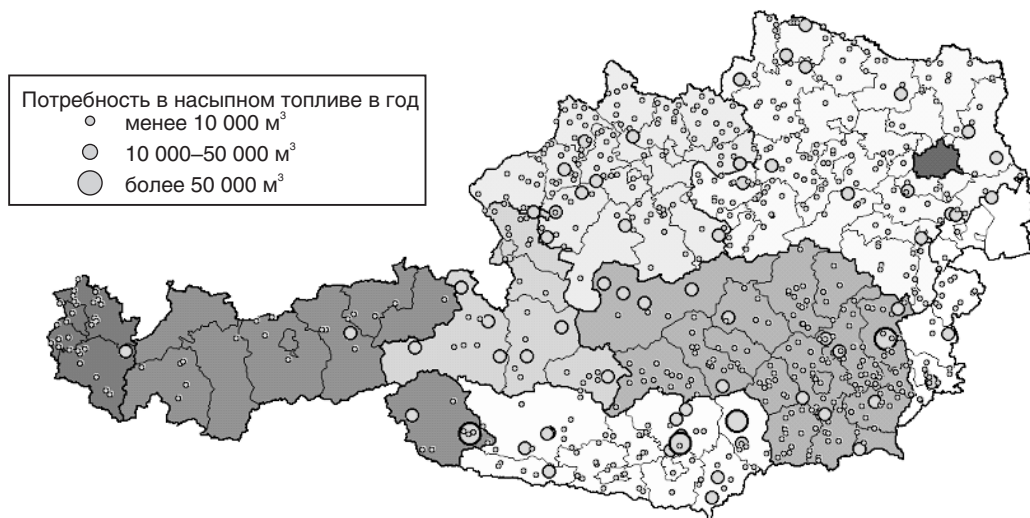 Потребность в насыпном топливе в год
менее 10 000 м³
10 000–50 000 м³
более 50 000 м³